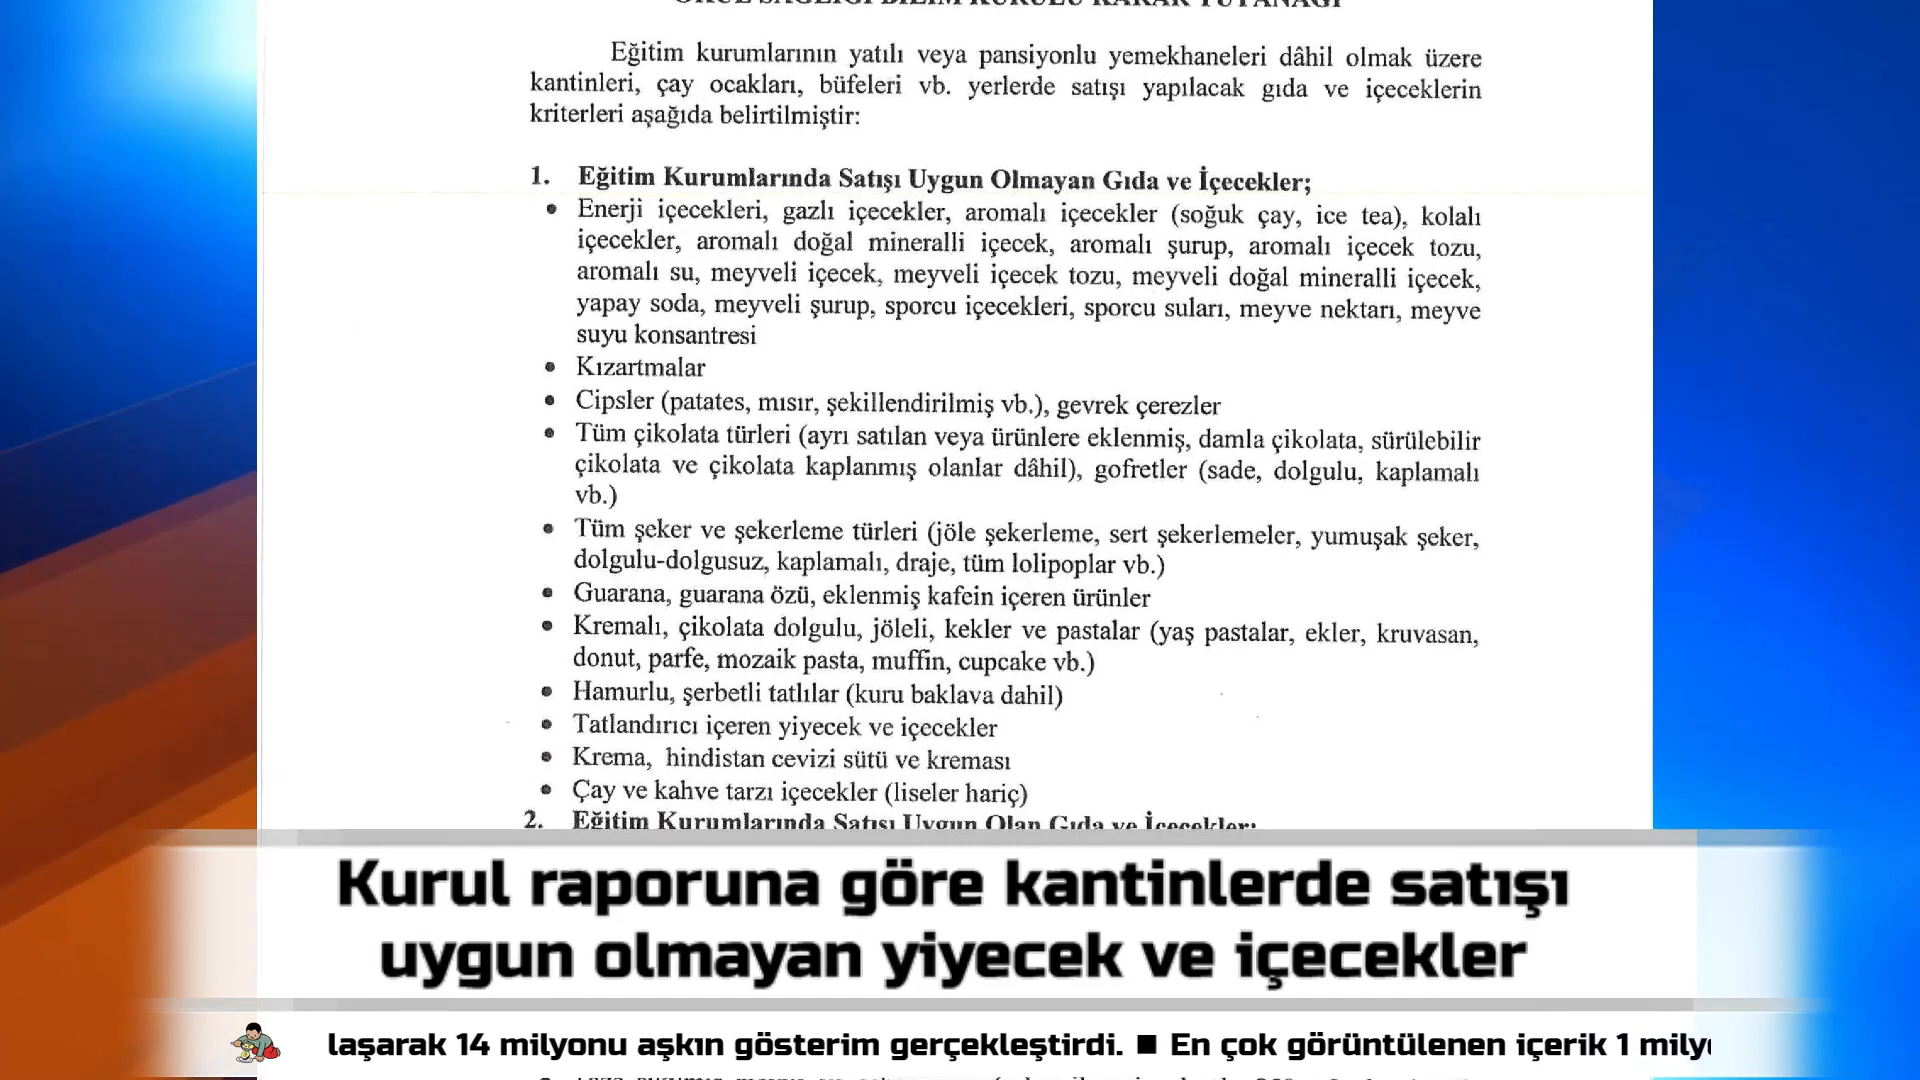 OKUL SAĞLIĞI BİLİM KURULU KARAR TUTANAĞI
Eğitim kurumlarının yatılı veya pansiyonlu yemekhaneleri dâhil olmak üzere
kantinleri, çay ocakları, büfeleri vb. yerlerde satışı yapılacak gıda ve içeceklerin
kriterleri aşağıda belirtilmiştir:
1. Eğitim Kurumlarında Satışı Uygun Olmayan Gıda ve İçecekler;
• Enerji içecekleri, gazlı içecekler, aromalı içecekler (soğuk çay, ice tea), kolalı
içecekler, aromalı doğal mineralli içecek, aromalı şurup, aromalı içecek tozu,
aromalı su, meyveli içecek, meyveli içecek tozu, meyveli doğal mineralli içecek,
yapay soda, meyveli şurup, sporcu içecekleri, sporcu suları, meyve nektarı, meyve
suyu konsantresi
• Kızartmalar
• Cipsler (patates, mısır, şekillendirilmiş vb.), gevrek çerezler
• Tüm çikolata türleri (ayrı satılan veya ürünlere eklenmiş, damla çikolata, sürülebilir
çikolata ve çikolata kaplanmış olanlar dâhil), gofretler (sade, dolgulu, kaplamalı
vb.)
• Tüm şeker ve şekerleme türleri (jöle şekerleme, sert şekerlemeler, yumuşak şeker,
dolgulu-dolgusuz, kaplamalı, draje, tüm lolipoplar vb.)
• Guarana, guarana özü, eklenmiş kafein içeren ürünler
• Kremalı, çikolata dolgulu, jöleli, kekler ve pastalar (yaş pastalar, ekler, kruvasan,
donut, parfe, mozaik pasta, muffin, cupcake vb.)
• Hamurlu, şerbetli tatlılar (kuru baklava dahil)
• Tatlandırıcı içeren yiyecek ve içecekler
• Krema, hindistan cevizi sütü ve kreması
• Çay ve kahve tarzı içecekler (liseler hariç)
2. Eğitim Kurumlarında Satışı Uygun Olan Gıda ve İçecekler;
Kurul raporuna göre kantinlerde satışı
uygun olmayan yiyecek ve içecekler
laşarak 14 milyonu aşkın gösterim gerçekleştirdi. ■ En çok görüntülenen içerik 1 mily